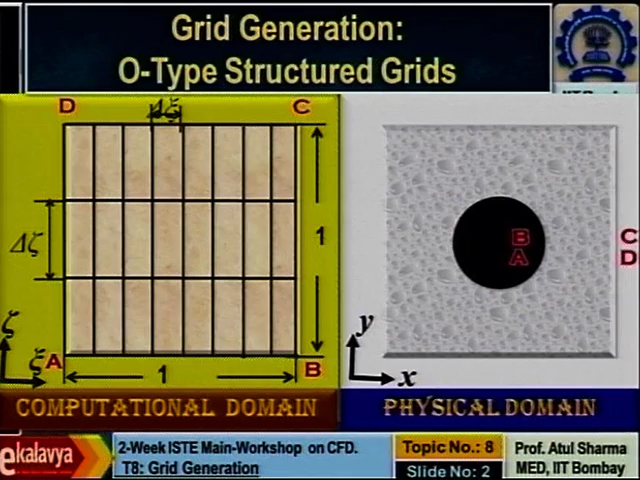 Grid Generation:
O-Type Structured Grids
D
Δξ
C
Δζ
1
B
A
C
D
ζ
ξ
A
1
B
y
x
COMPUTATIONAL DOMAIN
PHYSICAL DOMAIN
ekalavya
2-Week ISTE Main-Workshop on CFD.
T8: Grid Generation
Topic No.: 8
Slide No: 2
Prof. Atul Sharma
MED, IIT Bombay